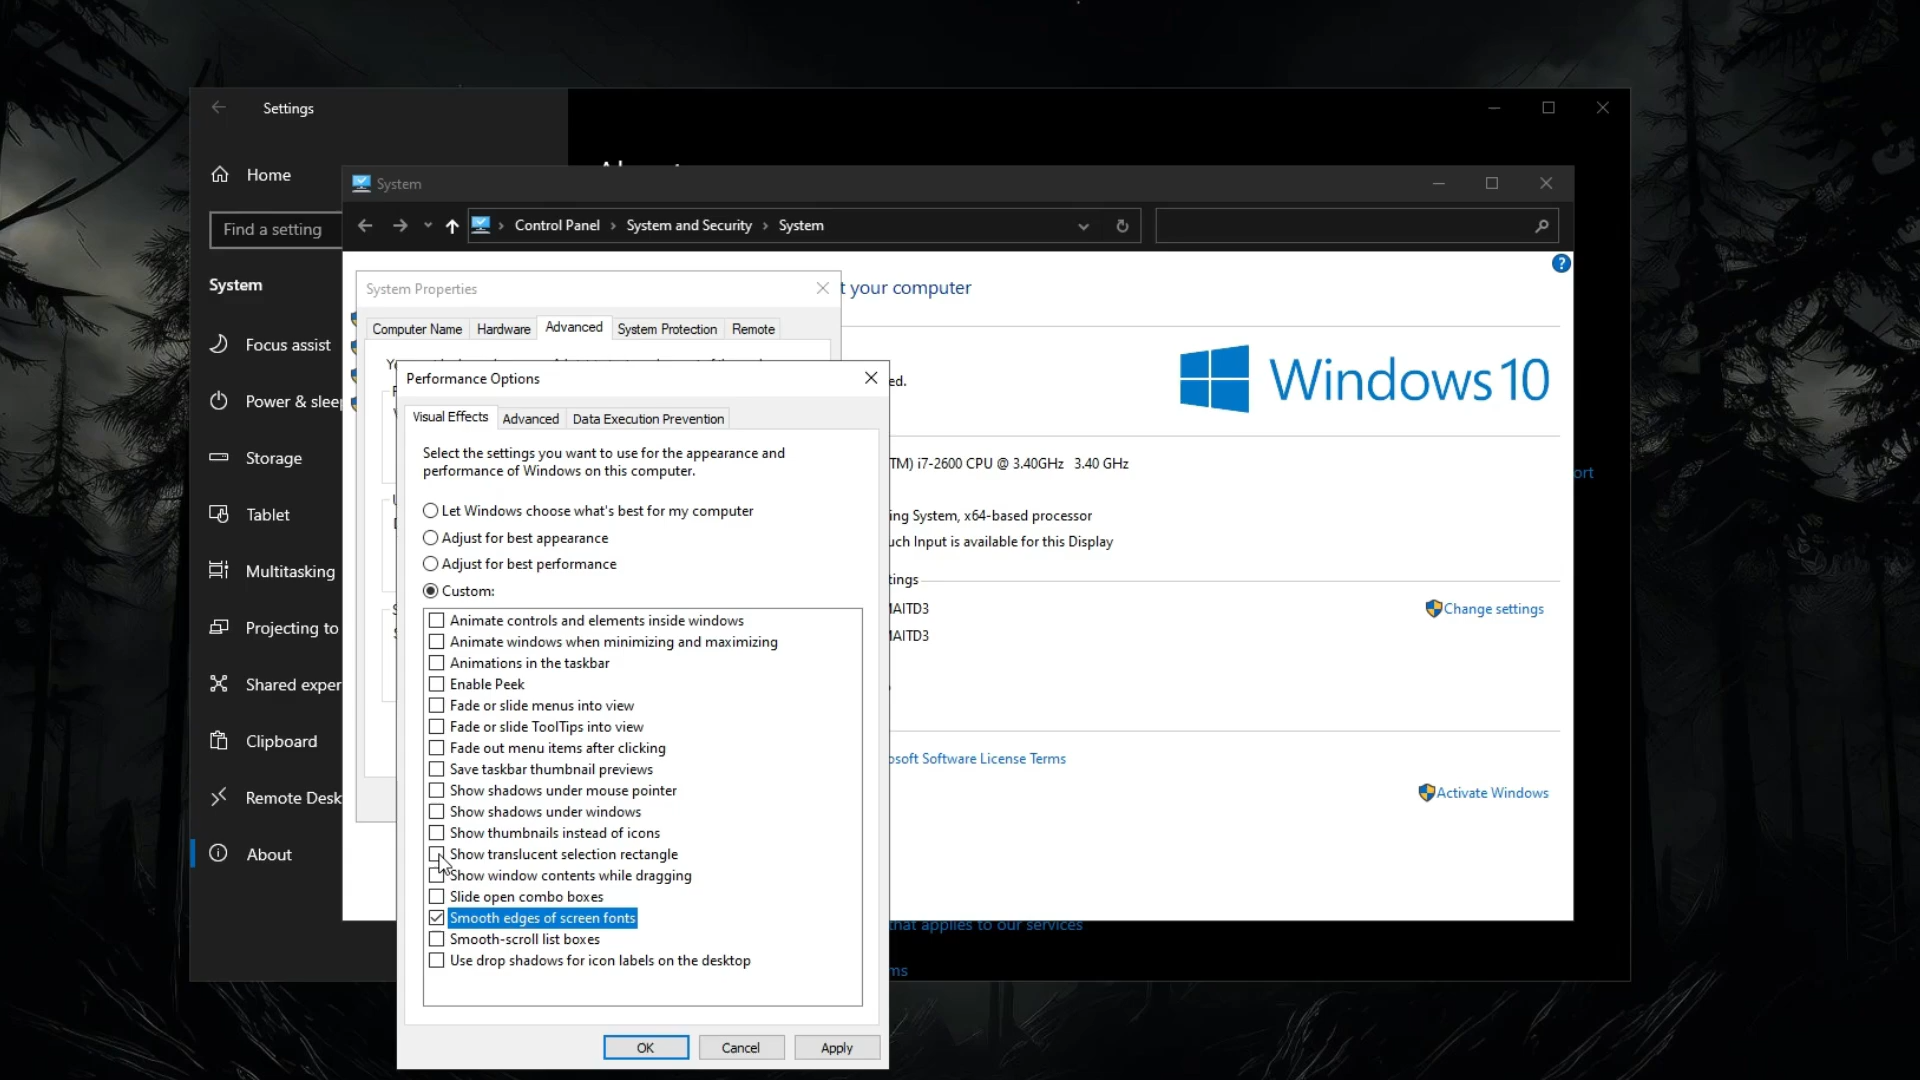 Settings
Home
Find a setting
System
Focus assist
Power & sleep
Storage
Tablet
Multitasking
Projecting to
Shared exper
Clipboard
Remote Desk
About
System
Control Panel › System and Security › System
t your computer
ed.
Windows 10
TM) i7-2600 CPU @ 3.40GHz 3.40 GHz
ort
ing System, x64-based processor
uch Input is available for this Display
tings
MAITD3
Change settings
MAITD3
osoft Software License Terms
Activate Windows
that applies to our services
ms
System Properties
Computer Name
Hardware
Advanced
System Protection
Remote
Performance Options
Visual Effects
Advanced
Data Execution Prevention
Select the settings you want to use for the appearance and
performance of Windows on this computer.
Let Windows choose what's best for my computer
Adjust for best appearance
Adjust for best performance
Custom:
Animate controls and elements inside windows
Animate windows when minimizing and maximizing
Animations in the taskbar
Enable Peek
Fade or slide menus into view
Fade or slide ToolTips into view
Fade out menu items after clicking
Save taskbar thumbnail previews
Show shadows under mouse pointer
Show shadows under windows
Show thumbnails instead of icons
Show translucent selection rectangle
Show window contents while dragging
Slide open combo boxes
Smooth edges of screen fonts
Smooth-scroll list boxes
Use drop shadows for icon labels on the desktop
OK
Cancel
Apply